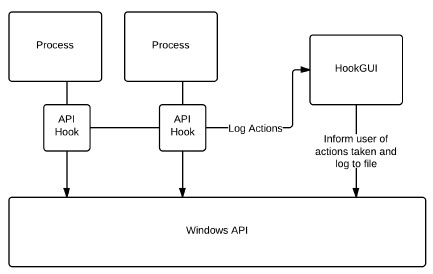 Process
Process
HookGUI
API
Hook
API
Hook
Log Actions
Inform user of
actions taken and
log to file
Windows API